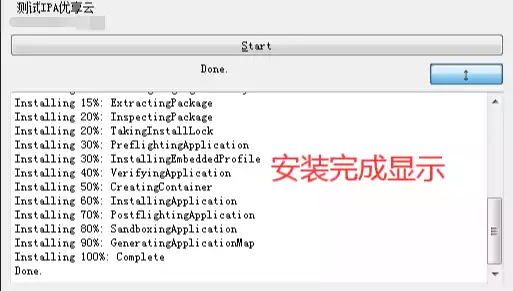 测试IPA优享云
Start
Done.
Installing 15%: ExtractingPackage
Installing 20%: InspectingPackage
Installing 20%: TakingInstallLock
Installing 30%: PreflightingApplication
Installing 30%: InstallingEmbeddedProfile
Installing 40%: VerifyingApplication
Installing 50%: CreatingContainer
Installing 60%: InstallingApplication
Installing 70%: PostflightingApplication
Installing 80%: SandboxingApplication
Installing 90%: GeneratingApplicationMap
Installing 100%: Complete
Done.
安装完成显示